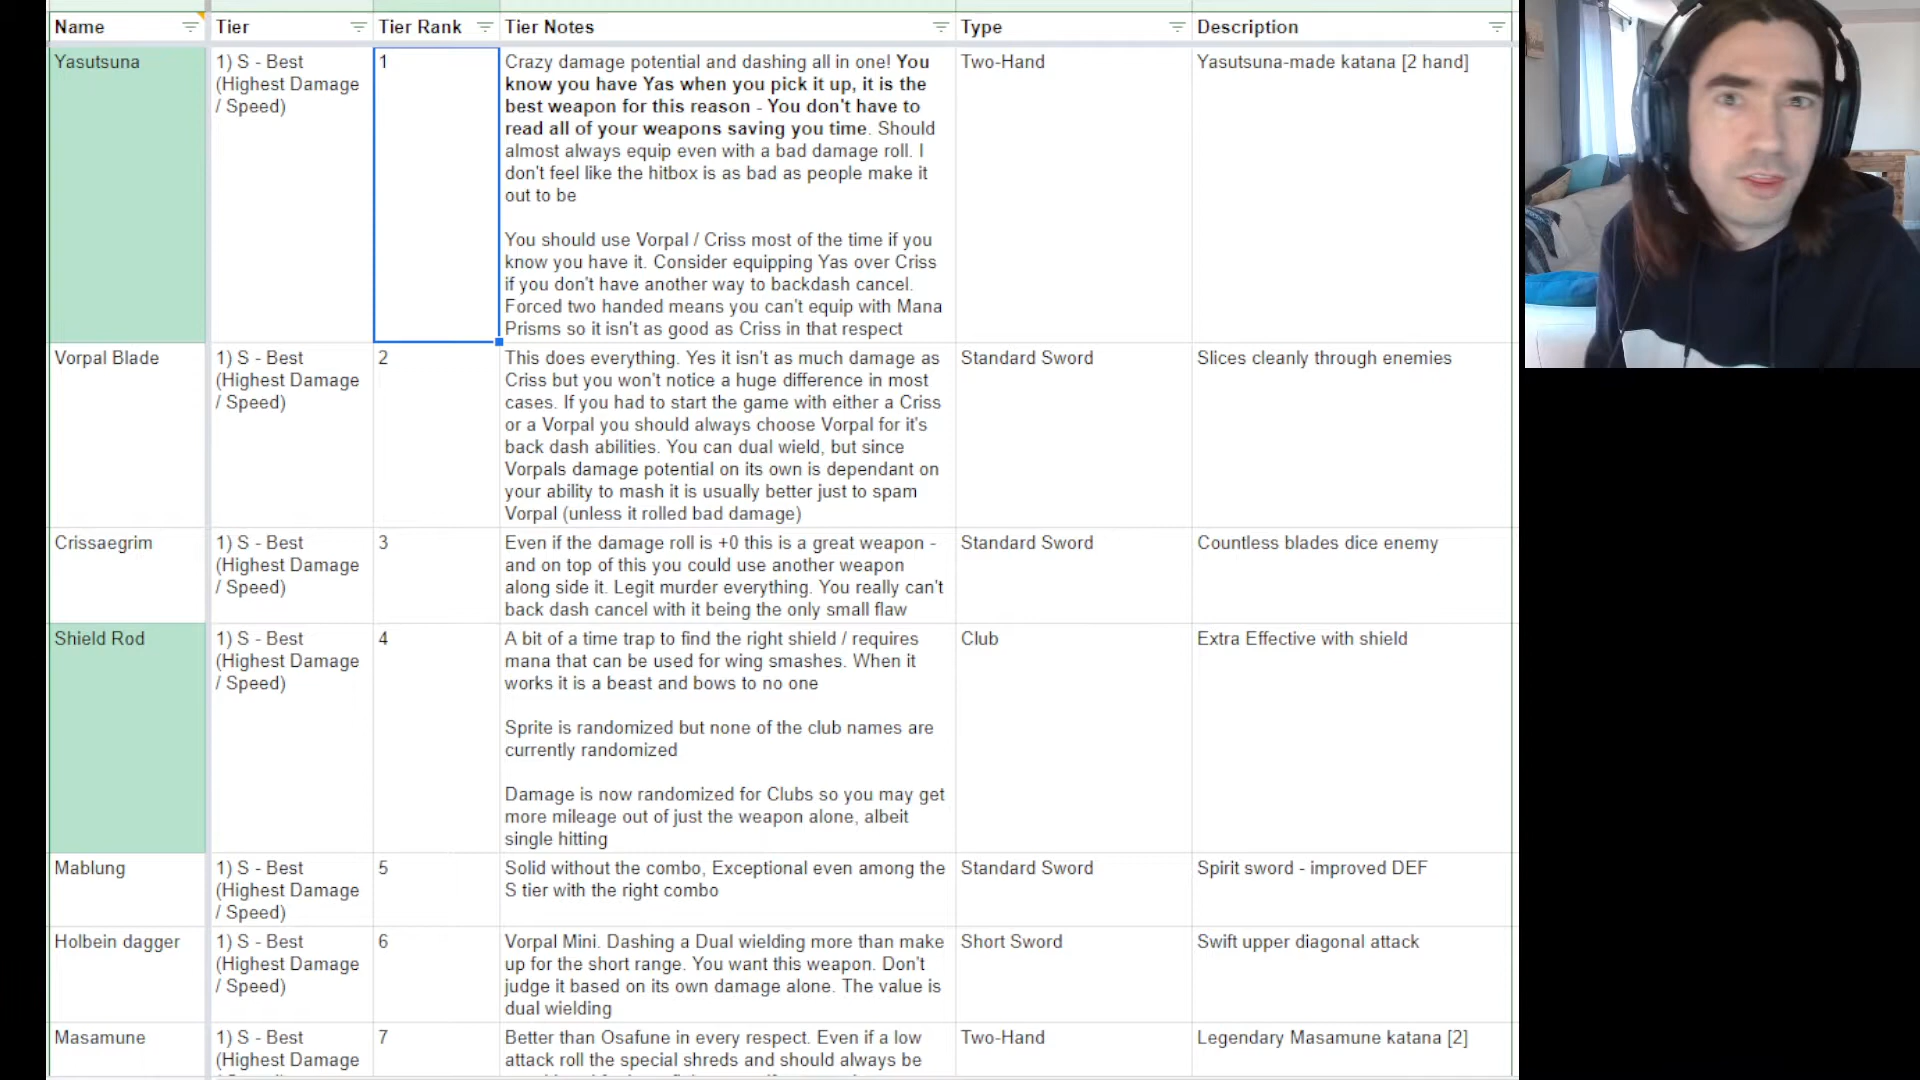 Name Tier Tier Rank Tier Notes Type Description
Yasutsuna
1) S - Best
(Highest Damage
/ Speed)
1
Crazy damage potential and dashing all in one! You
know you have Yas when you pick it up, it is the
best weapon for this reason - You don't have to
read all of your weapons saving you time. Should
almost always equip even with a bad damage roll. I
don't feel like the hitbox is as bad as people make it
out to be
You should use Vorpal / Criss most of the time if you
know you have it. Consider equipping Yas over Criss
if you don't have another way to backdash cancel.
Forced two handed means you can't equip with Mana
Prisms so it isn't as good as Criss in that respect
Two-Hand
Yasutsuna-made katana [2 hand]
Vorpal Blade
1) S - Best
(Highest Damage
/ Speed)
2
This does everything. Yes it isn't as much damage as
Criss but you won't notice a huge difference in most
cases. If you had to start the game with either a Criss
or a Vorpal you should always choose Vorpal for it's
back dash abilities. You can dual wield, but since
Vorpals damage potential on its own is dependant on
your ability to mash it is usually better just to spam
Vorpal (unless it rolled bad damage)
Standard Sword
Slices cleanly through enemies
Crissaegrim
1) S - Best
(Highest Damage
/ Speed)
3
Even if the damage roll is +0 this is a great weapon -
and on top of this you could use another weapon
along side it. Legit murder everything. You really can't
back dash cancel with it being the only small flaw
Standard Sword
Countless blades dice enemy
Shield Rod
1) S - Best
(Highest Damage
/ Speed)
4
A bit of a time trap to find the right shield / requires
mana that can be used for wing smashes. When it
works it is a beast and bows to no one
Sprite is randomized but none of the club names are
currently randomized
Damage is now randomized for Clubs so you may get
more mileage out of just the weapon alone, albeit
single hitting
Club
Extra Effective with shield
Mablung
1) S - Best
(Highest Damage
/ Speed)
5
Solid without the combo, Exceptional even among the
S tier with the right combo
Standard Sword
Spirit sword - improved DEF
Holbein dagger
1) S - Best
(Highest Damage
/ Speed)
6
Vorpal Mini. Dashing a Dual wielding more than make
up for the short range. You want this weapon. Don't
judge it based on its own damage alone. The value is
dual wielding
Short Sword
Swift upper diagonal attack
Masamune
1) S - Best
(Highest Damage
7
Better than Osafune in every respect. Even if a low
attack roll the special shreds and should always be
Two-Hand
Legendary Masamune katana [2]